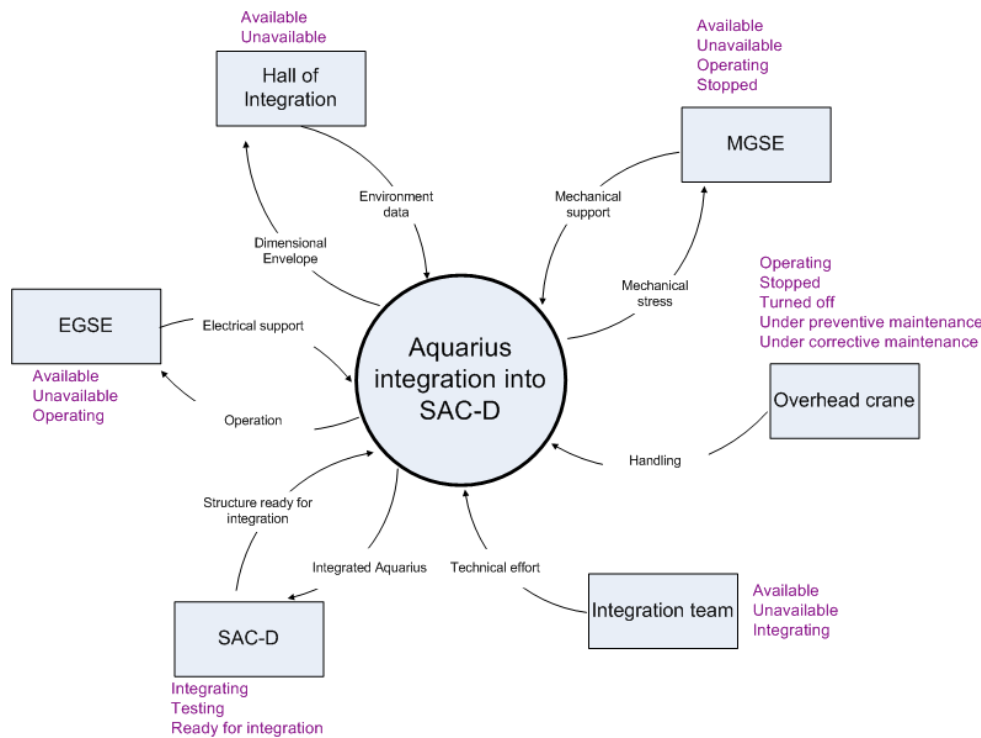 Available
Unavailable
Hall of
Integration
Available
Unavailable
Operating
Stopped
MGSE
Environment
data
Mechanical
support
Dimensional
Envelope
Mechanical
stress
Operating
Stopped
Turned off
Under preventive maintenance
Under corrective maintenance
EGSE
Electrical support
Available
Unavailable
Operating
Aquarius
integration into
SAC-D
Overhead crane
Operation
Handling
Structure ready for
integration
Integrated Aquarius
Technical effort
SAC-D
Integrating
Testing
Ready for integration
Integration team
Available
Unavailable
Integrating